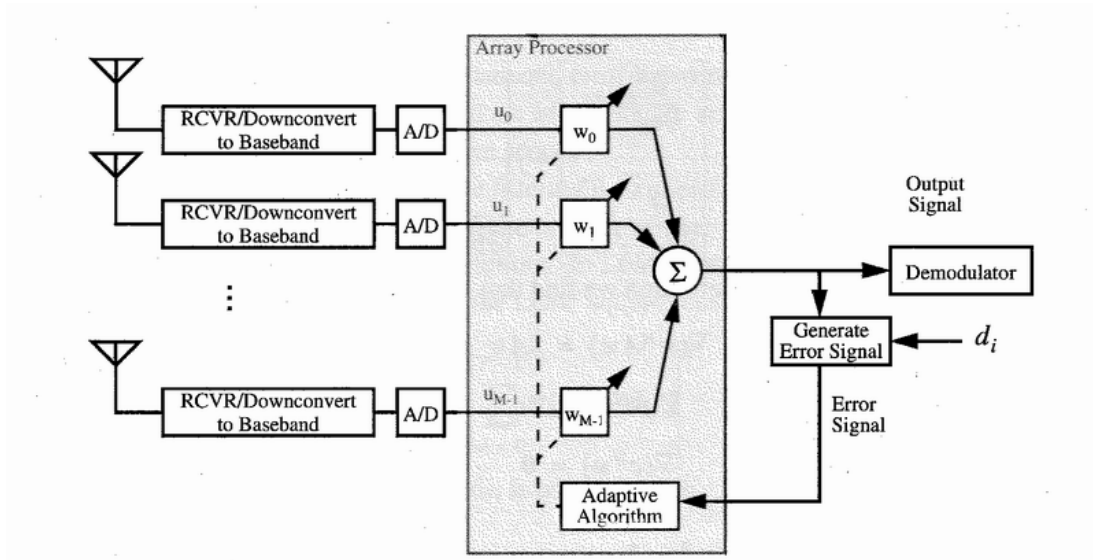 Array Processor
RCVR/Downconvert
to Baseband
A/D
u0
w0
RCVR/Downconvert
to Baseband
A/D
u1
w1
Σ
Output
Signal
Demodulator
Generate
Error Signal
di
...
RCVR/Downconvert
to Baseband
A/D
uM-1
wM-1
Error
Signal
Adaptive
Algorithm